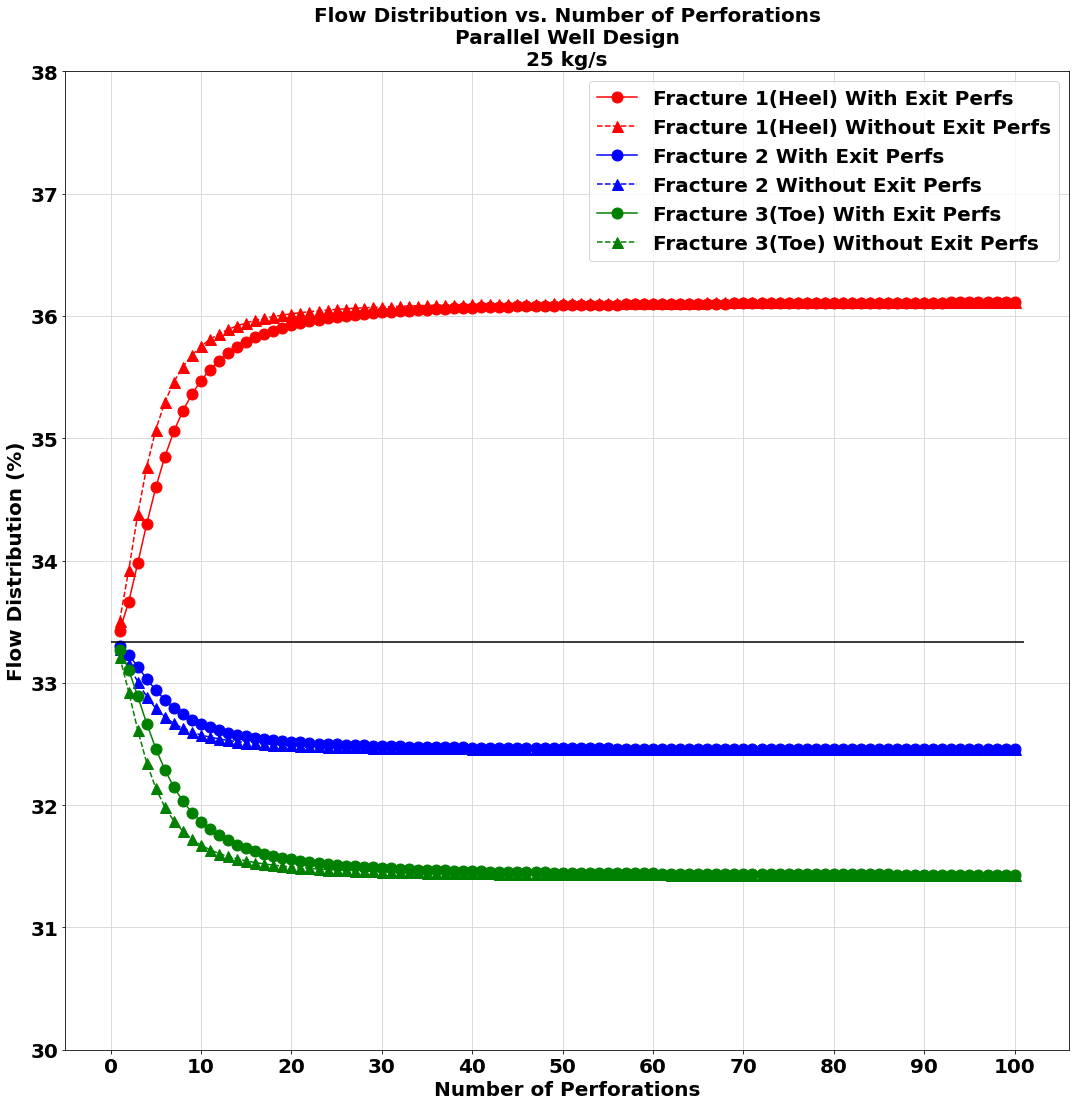 Flow Distribution vs. Number of Perforations
Parallel Well Design
25 kg/s
Fracture 1(Heel) With Exit Perfs
Fracture 1(Heel) Without Exit Perfs
Fracture 2 With Exit Perfs
Fracture 2 Without Exit Perfs
Fracture 3(Toe) With Exit Perfs
Fracture 3(Toe) Without Exit Perfs
Flow Distribution (%)
38
37
36
35
34
33
32
31
30
0 10 20 30 40 50 60 70 80 90 100
Number of Perforations